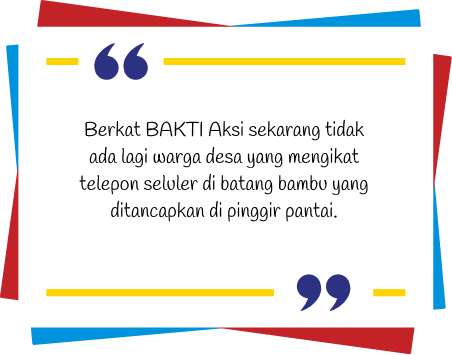 Berkat BAKTI Aksi sekarang tidak
ada lagi warga desa yang mengikat
telepon seluler di batang bambu yang
ditancapkan di pinggir pantai.